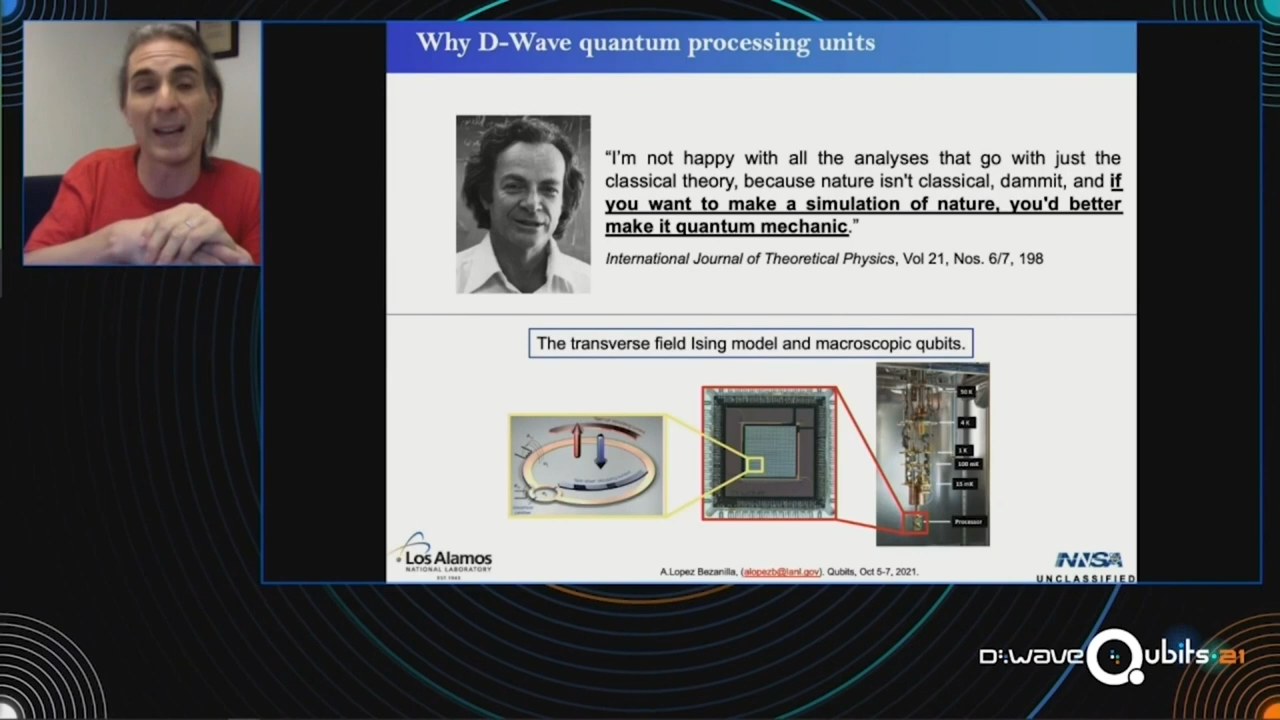 Why D-Wave quantum processing units
“I’m not happy with all the analyses that go with just the
classical theory, because nature isn't classical, dammit, and if
you want to make a simulation of nature, you'd better
make it quantum mechanic.”
International Journal of Theoretical Physics, Vol 21, Nos. 6/7, 198
The transverse field Ising model and macroscopic qubits.
50 K
4 K
1 K
100 mK
15 mK
Processor
Los Alamos
NATIONAL LABORATORY
EST. 1943
A.Lopez Bezanilla, (alopezb@lanl.gov). Qubits, Oct 5-7, 2021.
NNSA
UNCLASSIFIED
D:wave Qubits 21